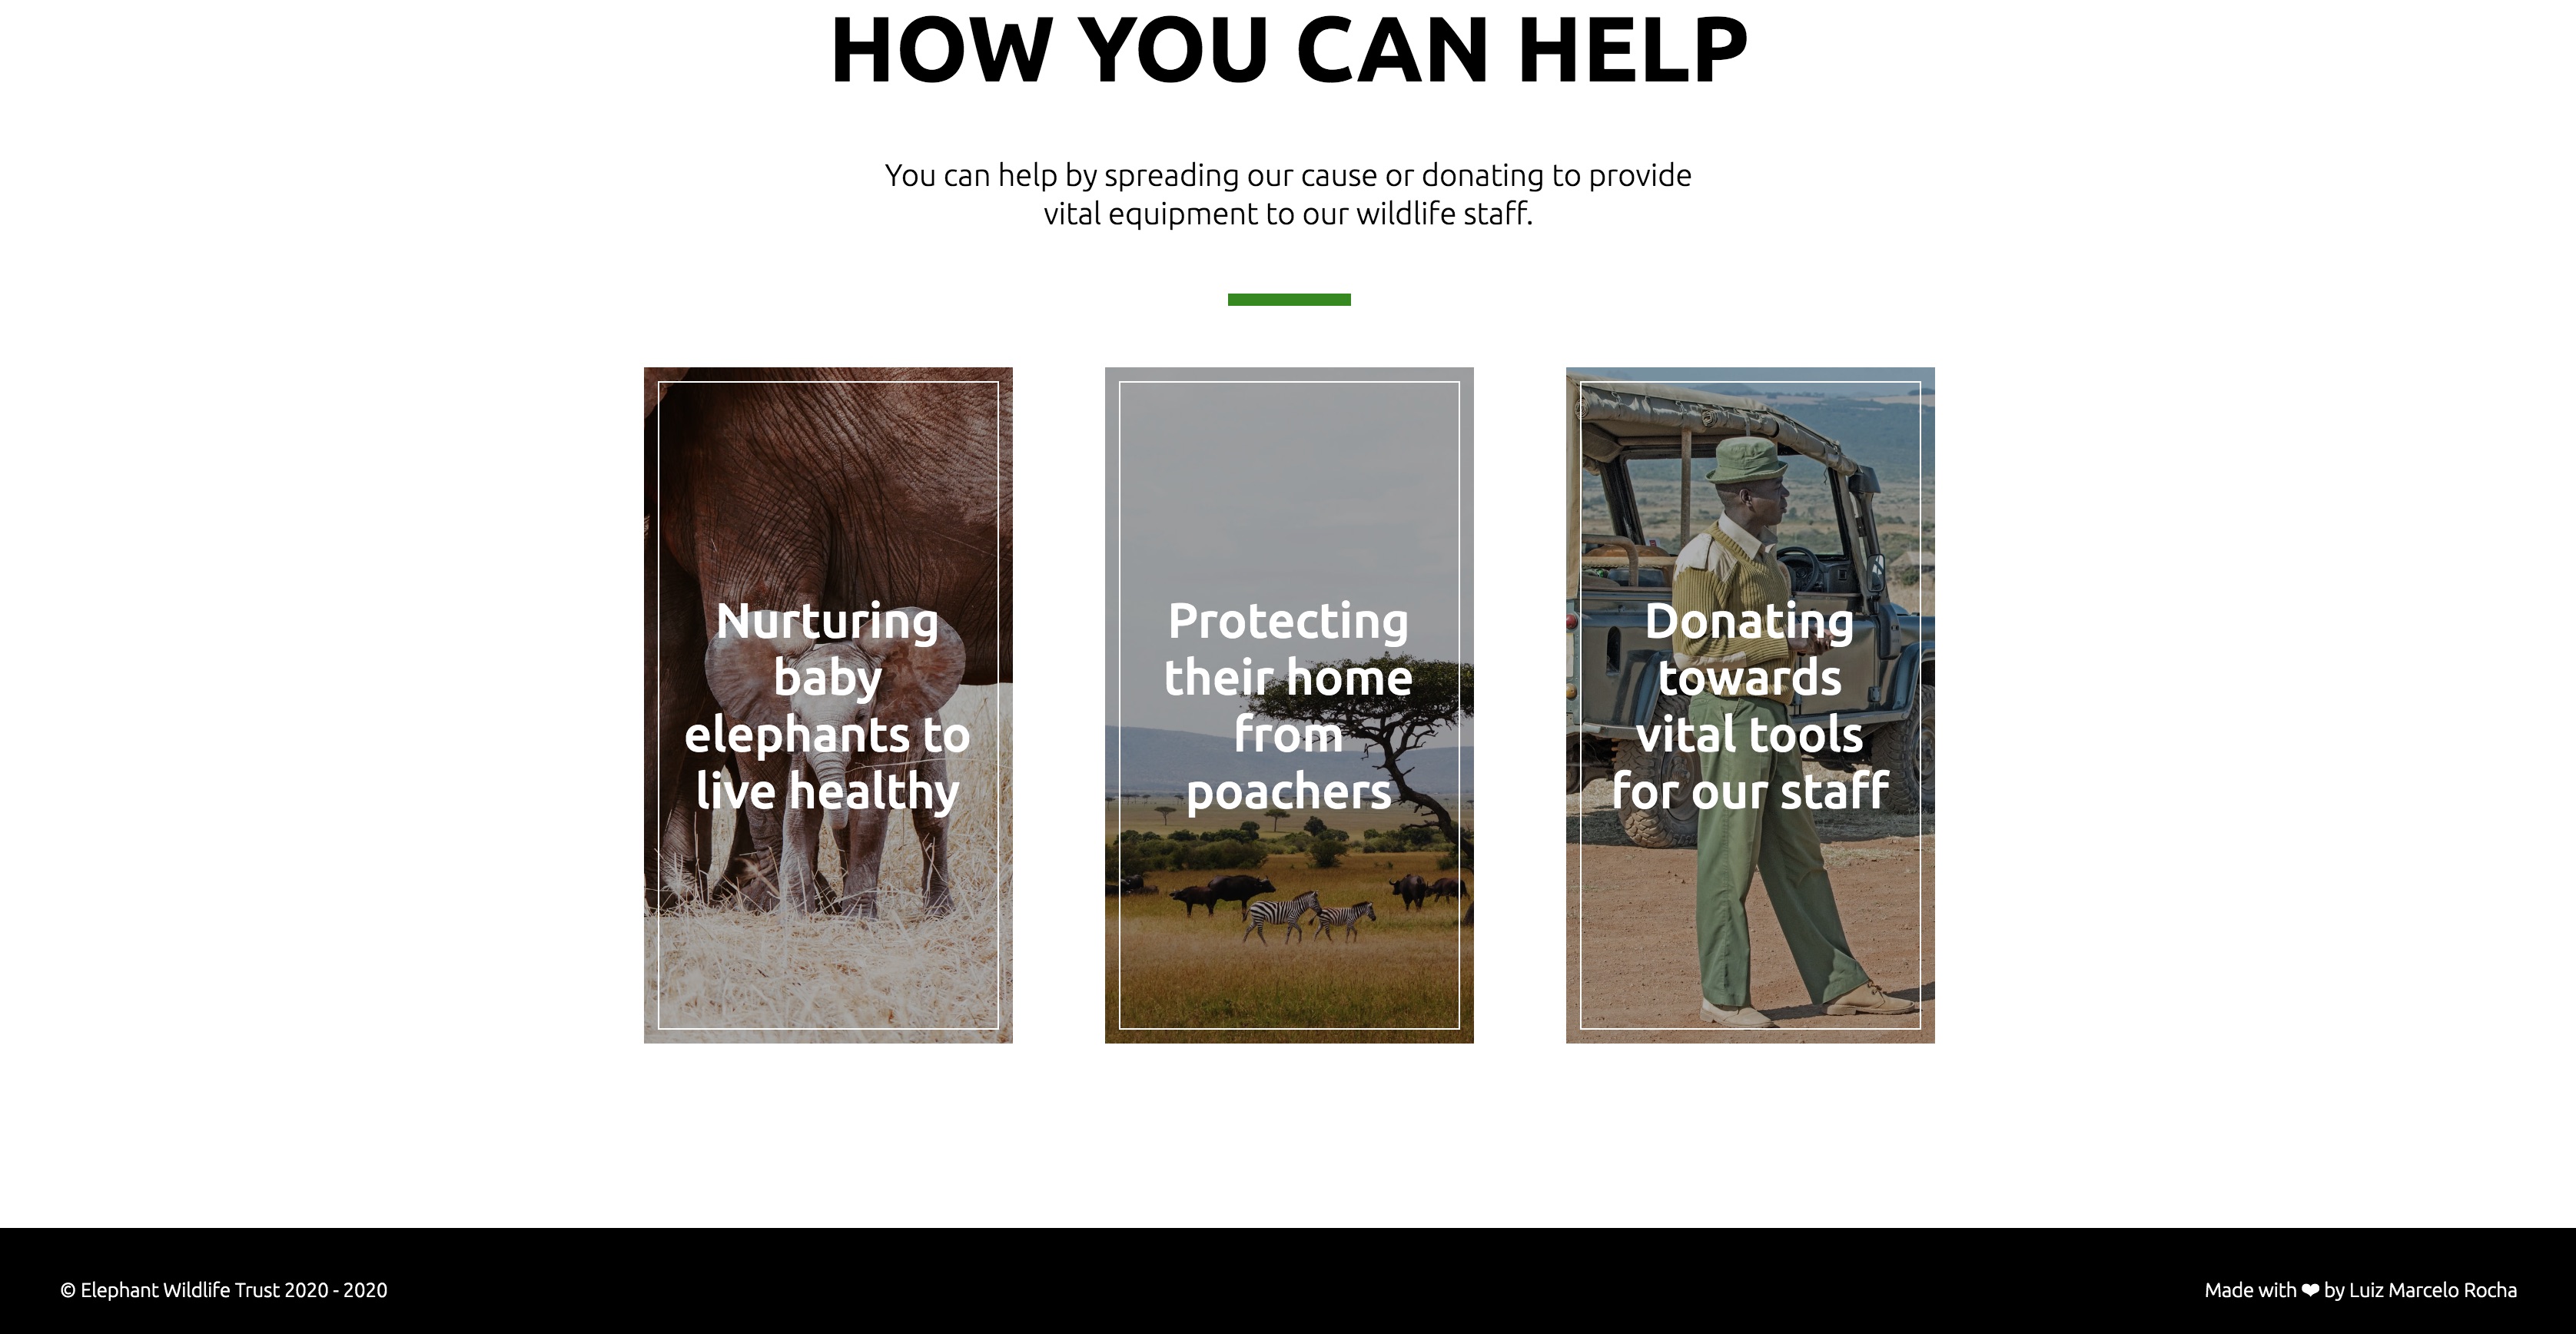 HOW YOU CAN HELP
You can help by spreading our cause or donating to provide
vital equipment to our wildlife staff.
Nurturing
baby
elephants to
live healthy
Protecting
their home
from
poachers
Donating
towards
vital tools
for our staff
© Elephant Wildlife Trust 2020 - 2020
Made with ❤ by Luiz Marcelo Rocha